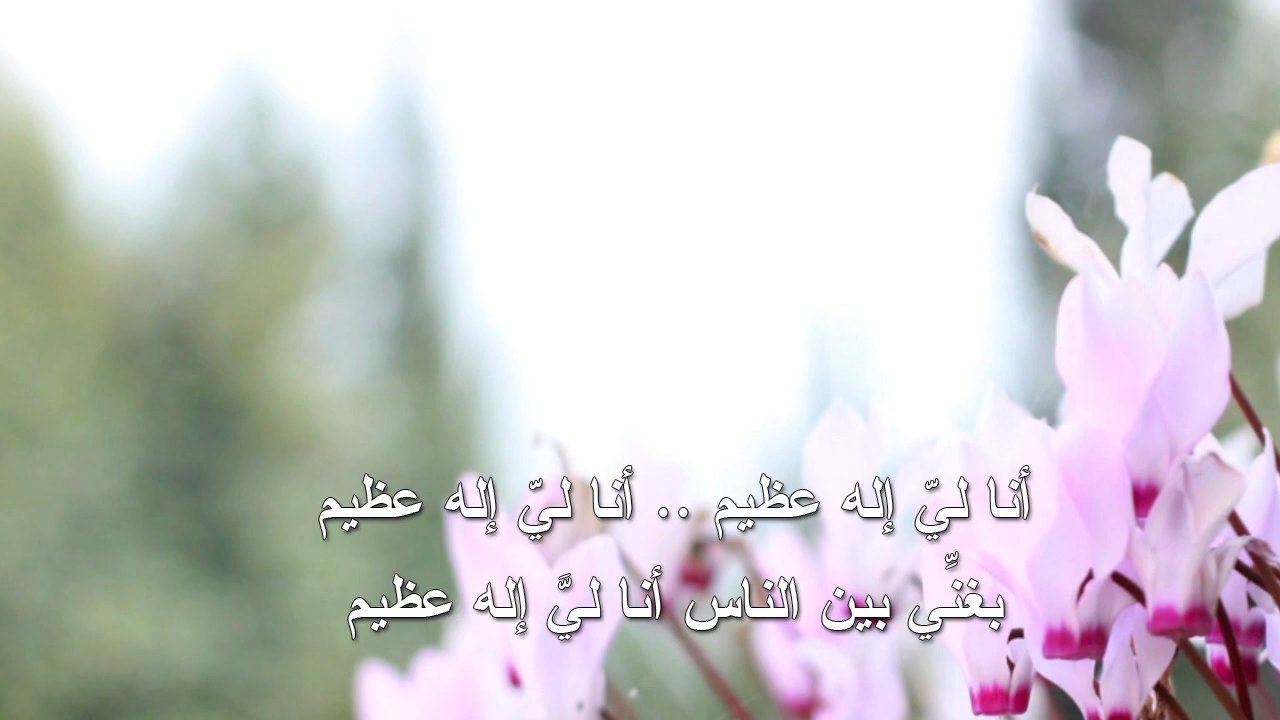 أنا ليّ إله عظيم .. أنا ليّ إله عظيم
بغنِّي بين الناس أنا ليَّ إله عظيم